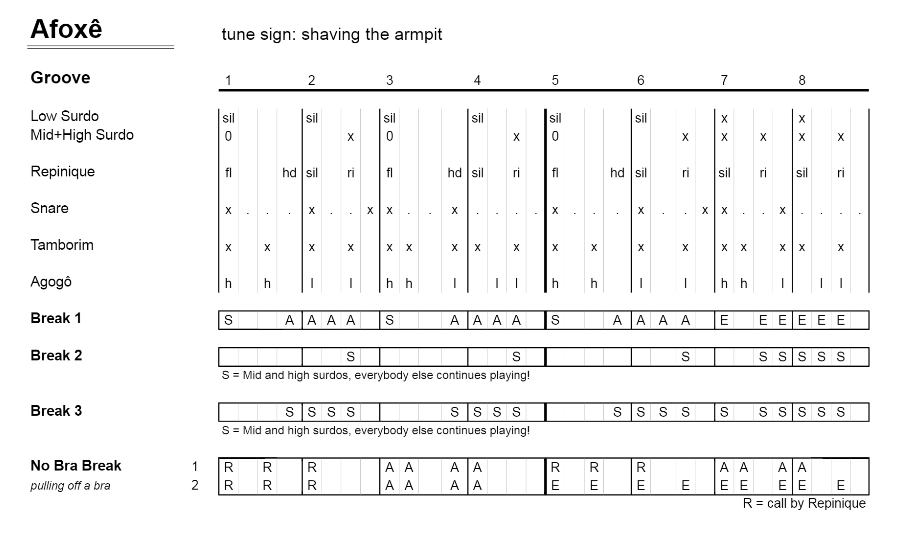 Afoxê
tune sign: shaving the armpit
Groove 1 2 3 4 5 6 7 8
Low Surdo sil sil sil sil sil sil x x
Mid+High Surdo 0 x 0 x 0 x x x x x
Repinique fl hd sil ri fl hd sil ri fl hd sil ri sil ri sil ri
Snare x . . . x . . x x . . x . . . . x . . . x . . x x . . x . . . .
Tamborim x x x x x x x x x x x x x x x x x x
Agogô h h l l h h l l l h h l l h h l l l
Break 1 S A A A A S A A A A S A A A A E E E E E E
Break 2 S S S S S S S S
S = Mid and high surdos, everybody else continues playing!
Break 3 S S S S S S S S S S S S S S S S S S
S = Mid and high surdos, everybody else continues playing!
No Bra Break 1 R R R A A A A R R R A A A A
pulling off a bra 2 R R R A A A A E E E E E E E E E
R = call by Repinique